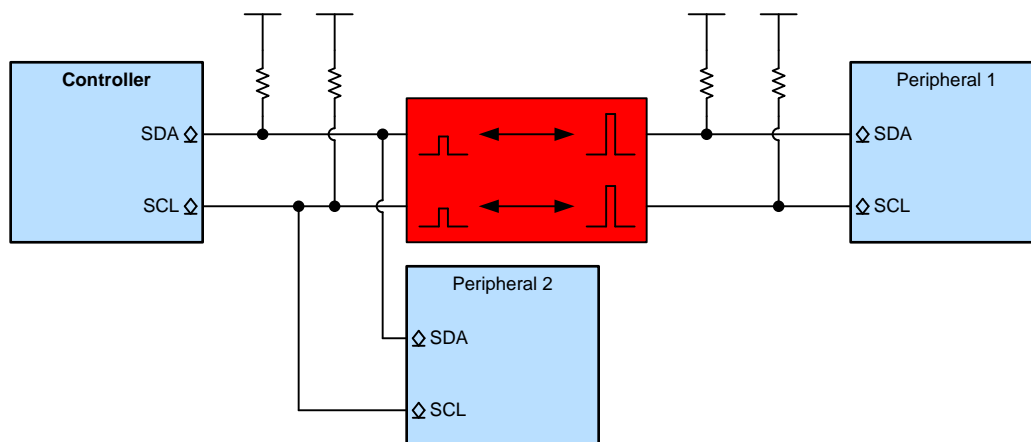 Controller
SDA
SCL
Peripheral 1
SDA
SCL
Peripheral 2
SDA
SCL